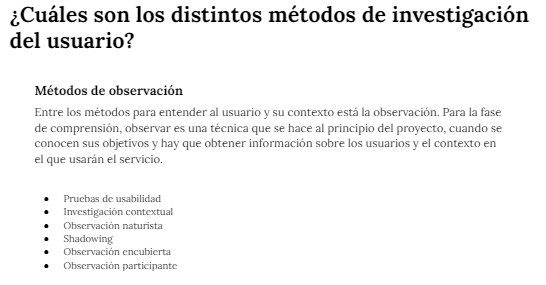 ¿Cuáles son los distintos métodos de investigación
del usuario?
Métodos de observación
Entre los métodos para entender al usuario y su contexto está la observación. Para la fase
de comprensión, observar es una técnica que se hace al principio del proyecto, cuando se
conocen sus objetivos y hay que obtener información sobre los usuarios y el contexto en
el que usarán el servicio.
• Pruebas de usabilidad
• Investigación contextual
• Observación naturista
• Shadowing
• Observación encubierta
• Observación participante